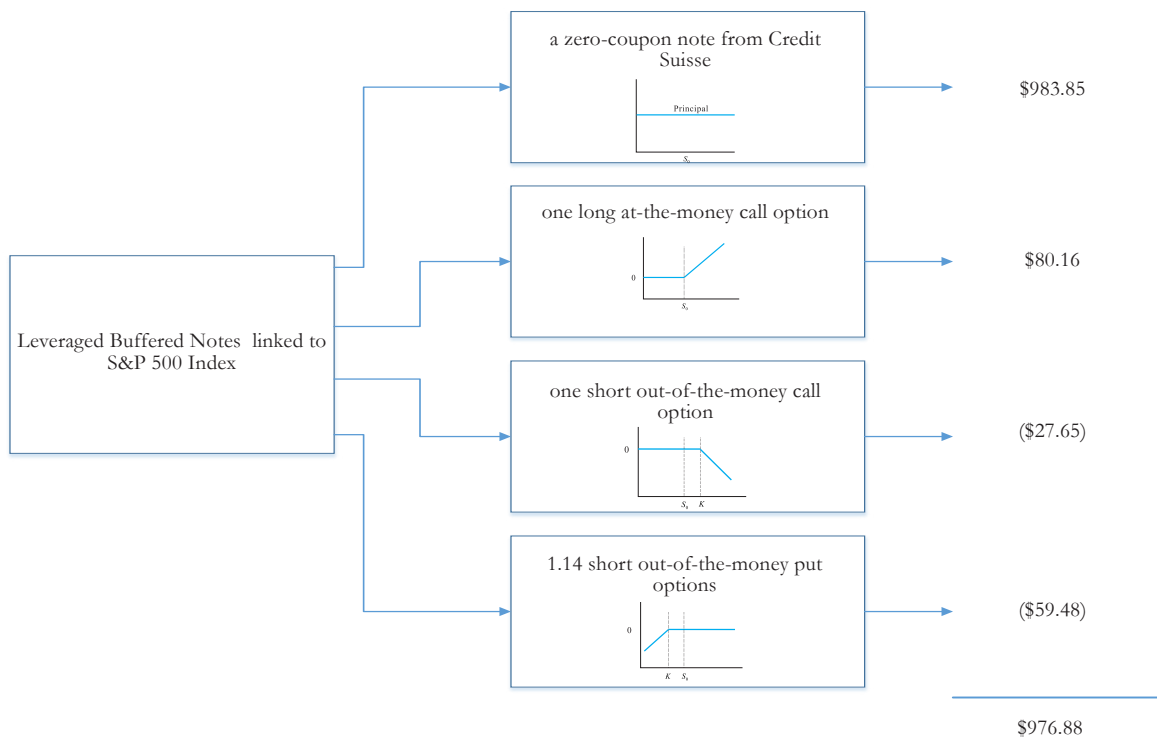 a zero-coupon note from Credit
Suisse
Principal
S₀
$983.85
one long at-the-money call option
0
S₀
$80.16
Leveraged Buffered Notes linked to
S&P 500 Index
one short out-of-the-money call
option
0
S₀ K
($27.65)
1.14 short out-of-the-money put
options
0
K S₀
($59.48)
$976.88